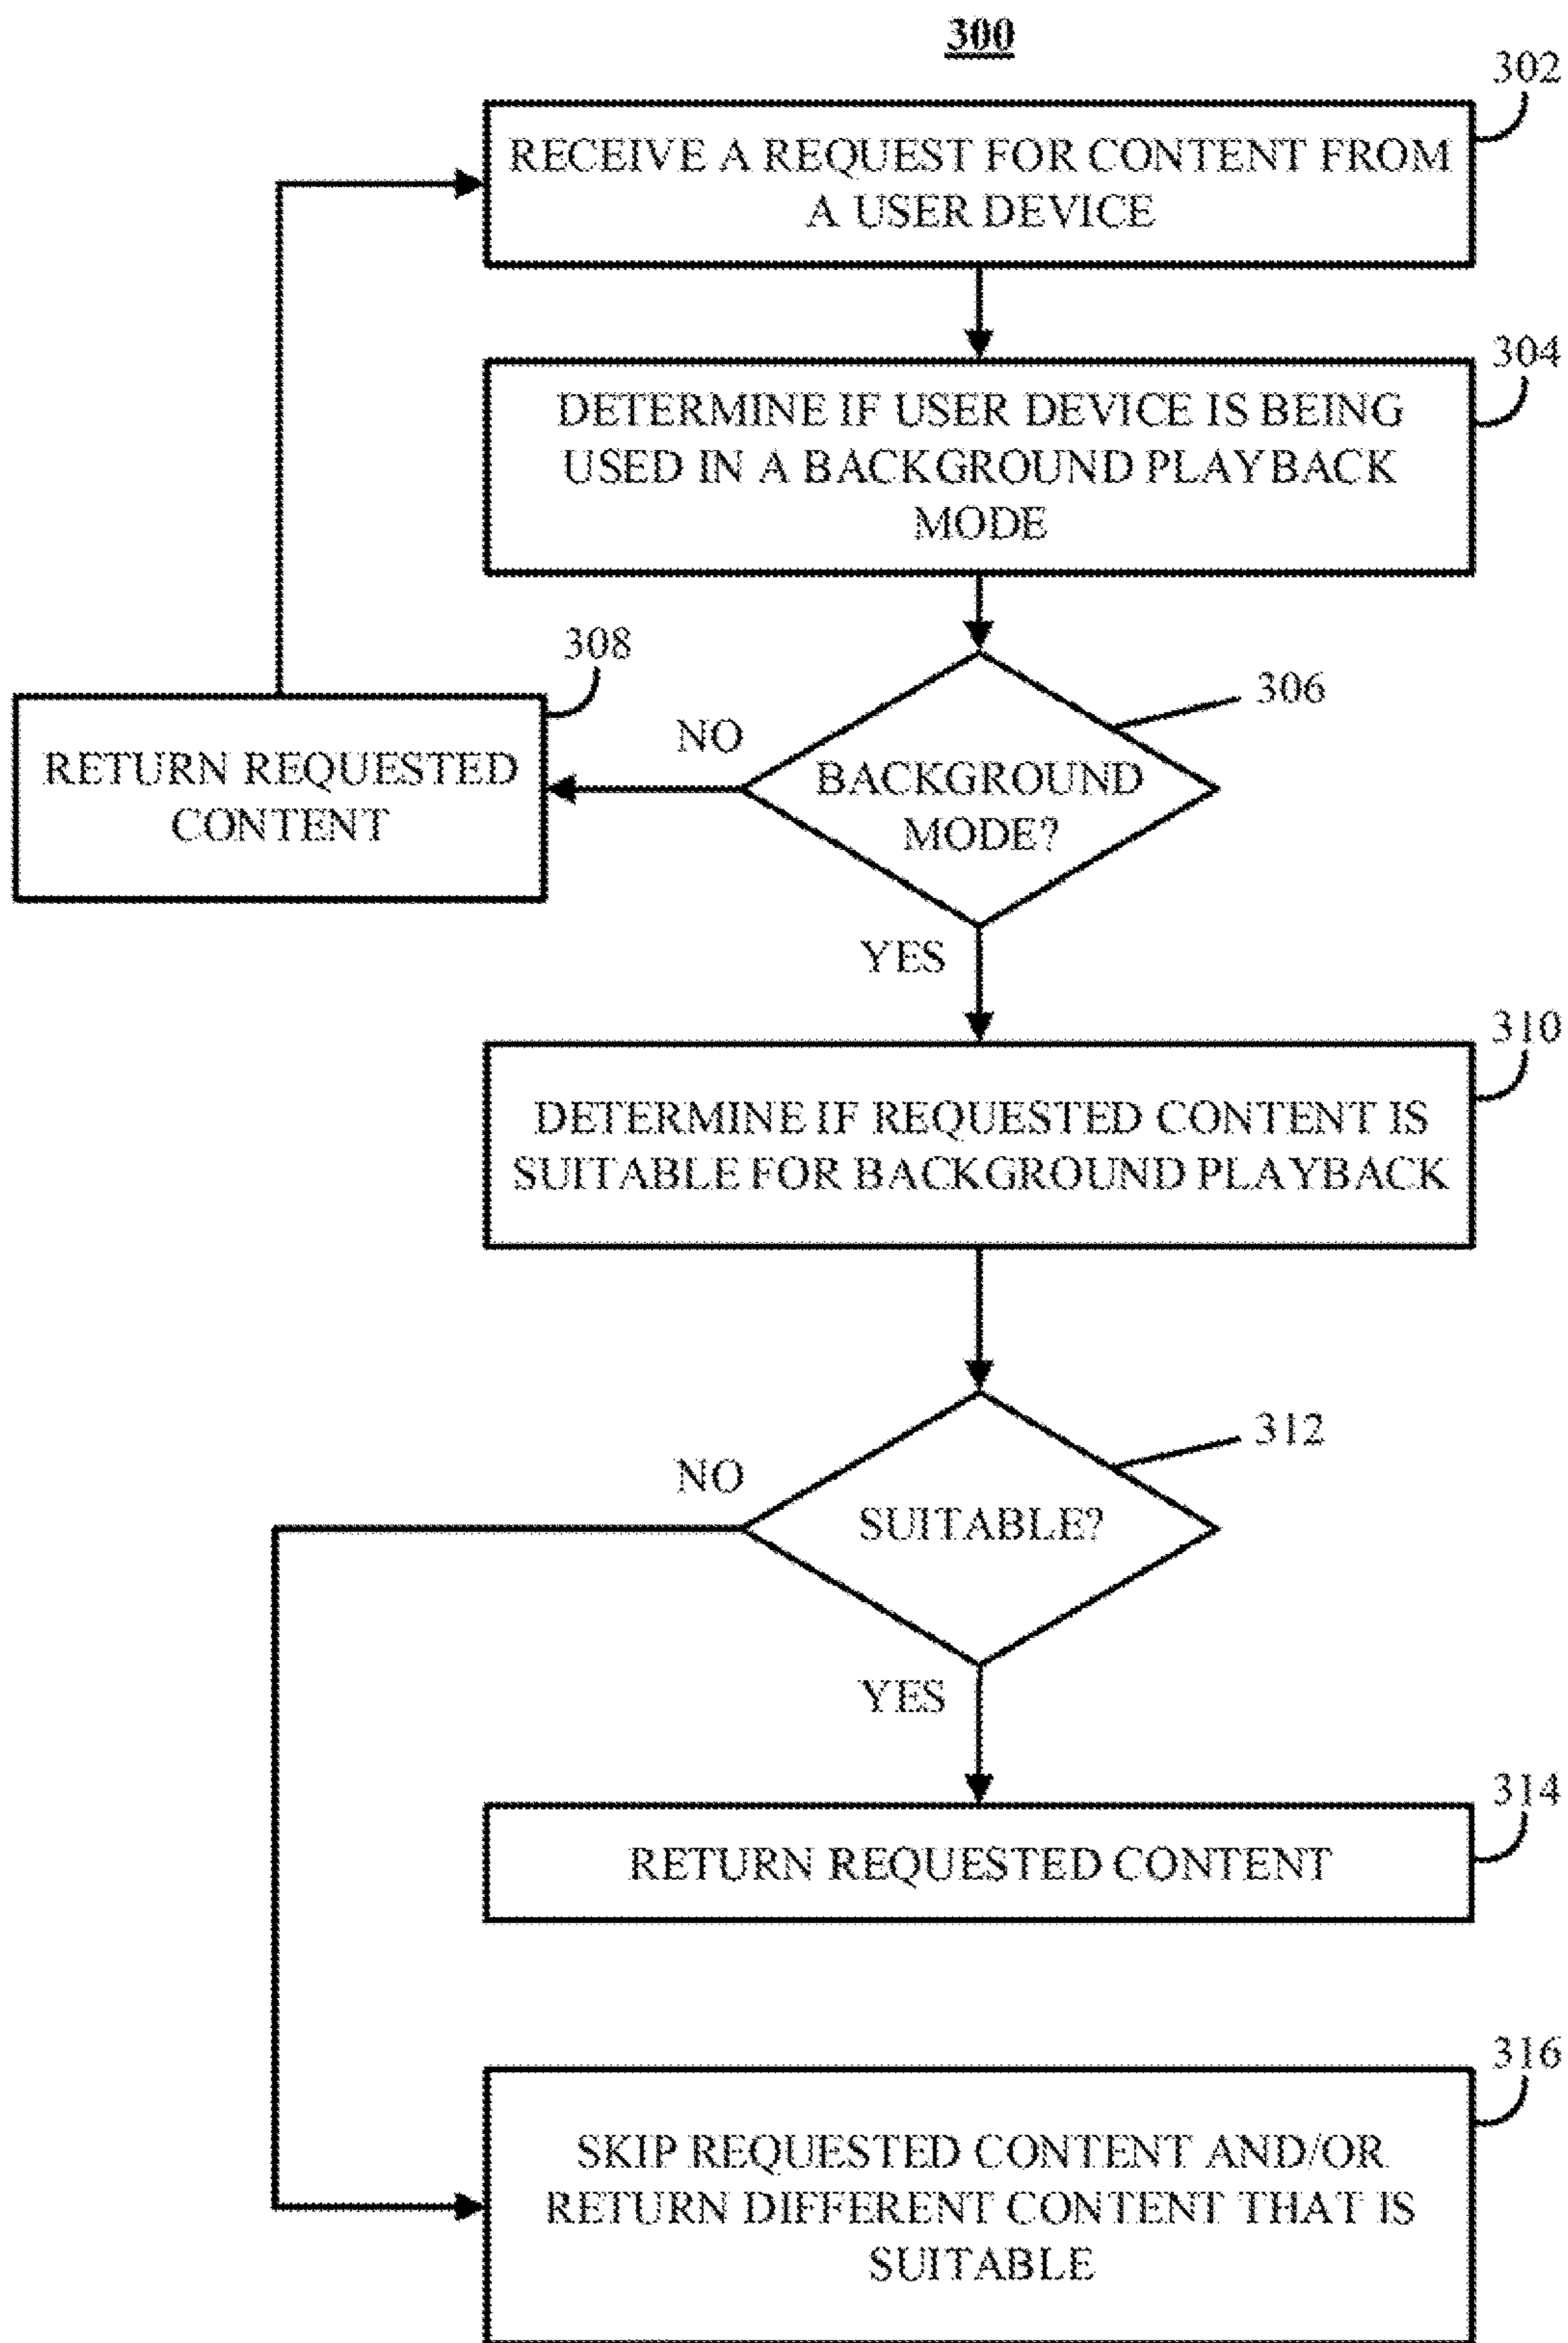 300
302
RECEIVE A REQUEST FOR CONTENT FROM
A USER DEVICE
304
DETERMINE IF USER DEVICE IS BEING
USED IN A BACKGROUND PLAYBACK
MODE
308
RETURN REQUESTED
CONTENT
NO
306
BACKGROUND
MODE?
YES
310
DETERMINE IF REQUESTED CONTENT IS
SUITABLE FOR BACKGROUND PLAYBACK
312
NO
SUITABLE?
YES
314
RETURN REQUESTED CONTENT
316
SKIP REQUESTED CONTENT AND/OR
RETURN DIFFERENT CONTENT THAT IS
SUITABLE